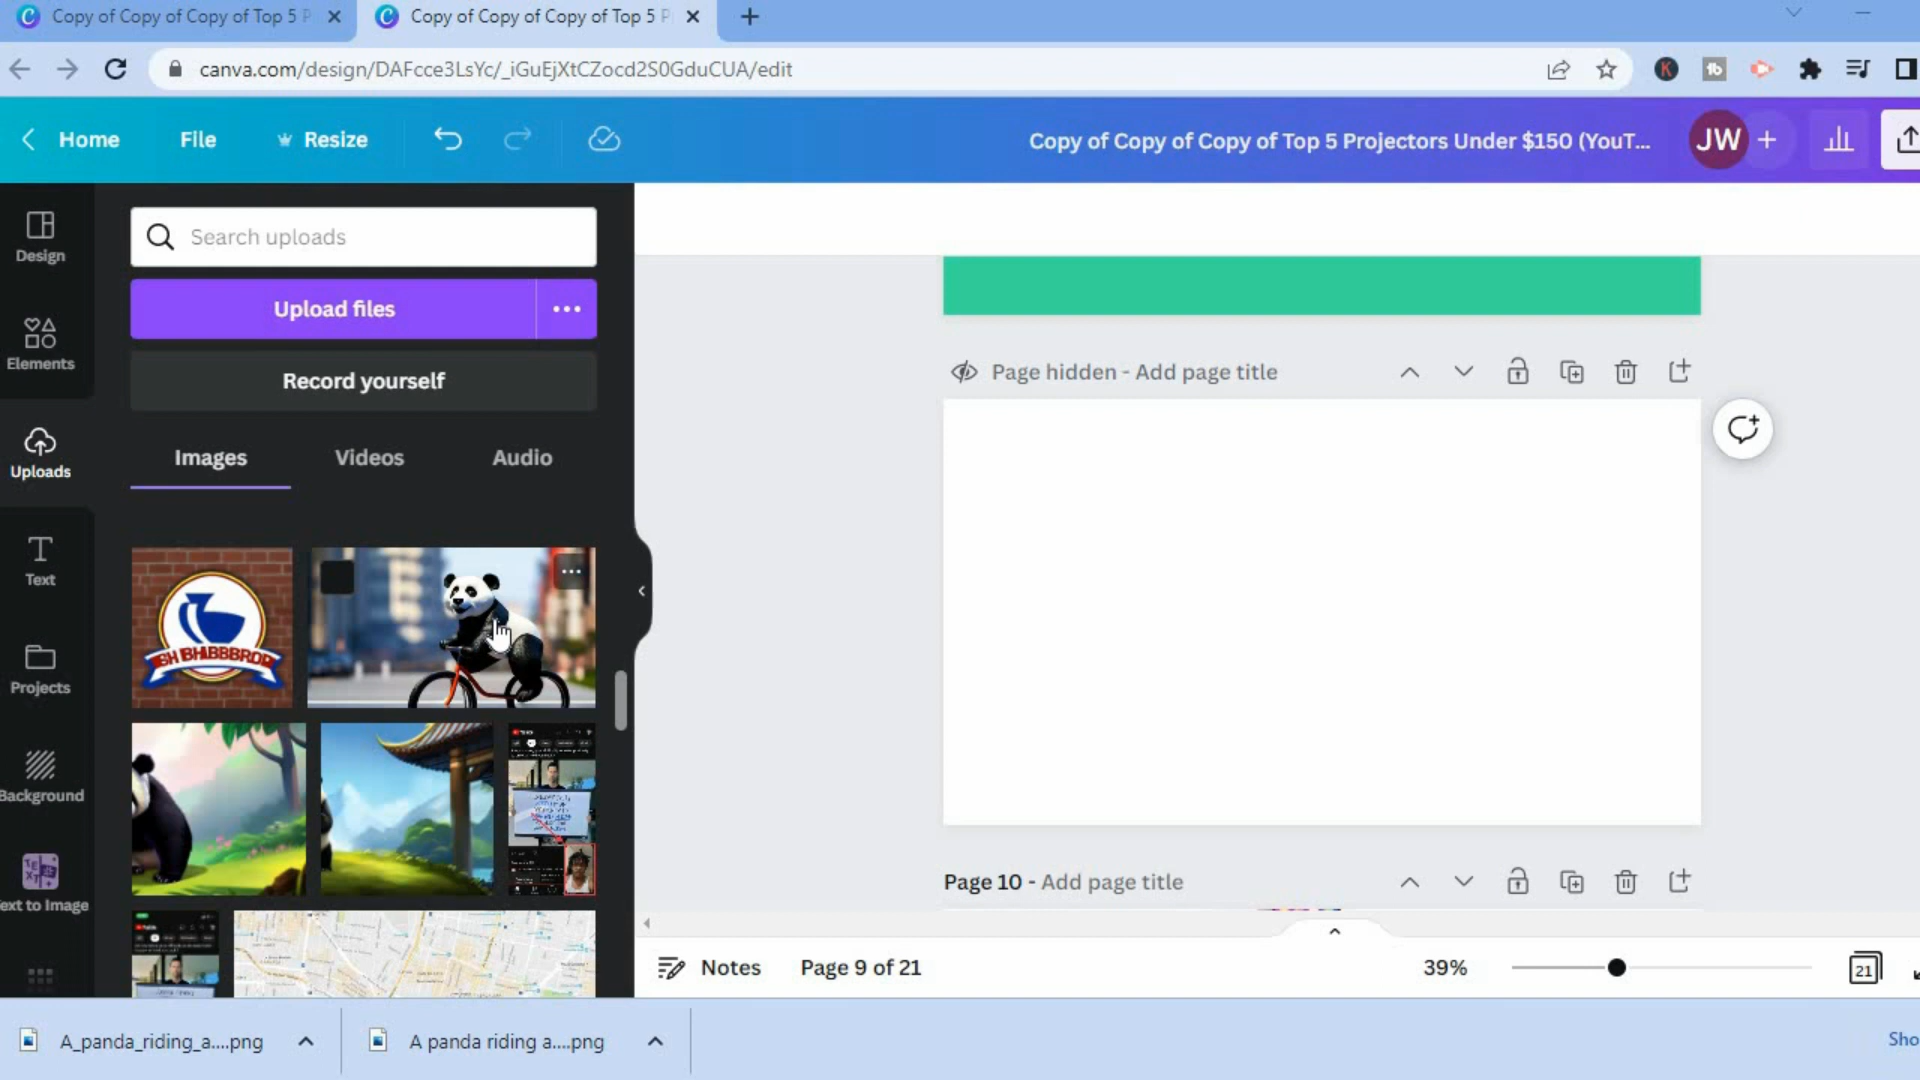 Copy of Copy of Copy of Top 5 P
Copy of Copy of Copy of Top 5 P
canva.com/design/DAFcce3LsYc/_iGuEjXtCZocd2S0GduCUA/edit
Home
File
Resize
Copy of Copy of Copy of Top 5 Projectors Under $150 (YouT...
JW
Design
Elements
Uploads
Text
Projects
Background
ext to Image
Search uploads
Upload files
Record yourself
Images
Videos
Audio
SH BHBBBROP
Page hidden - Add page title
Page 10 - Add page title
Notes
Page 9 of 21
39%
21
A_panda_riding_a....png
A panda riding a....png
Sho